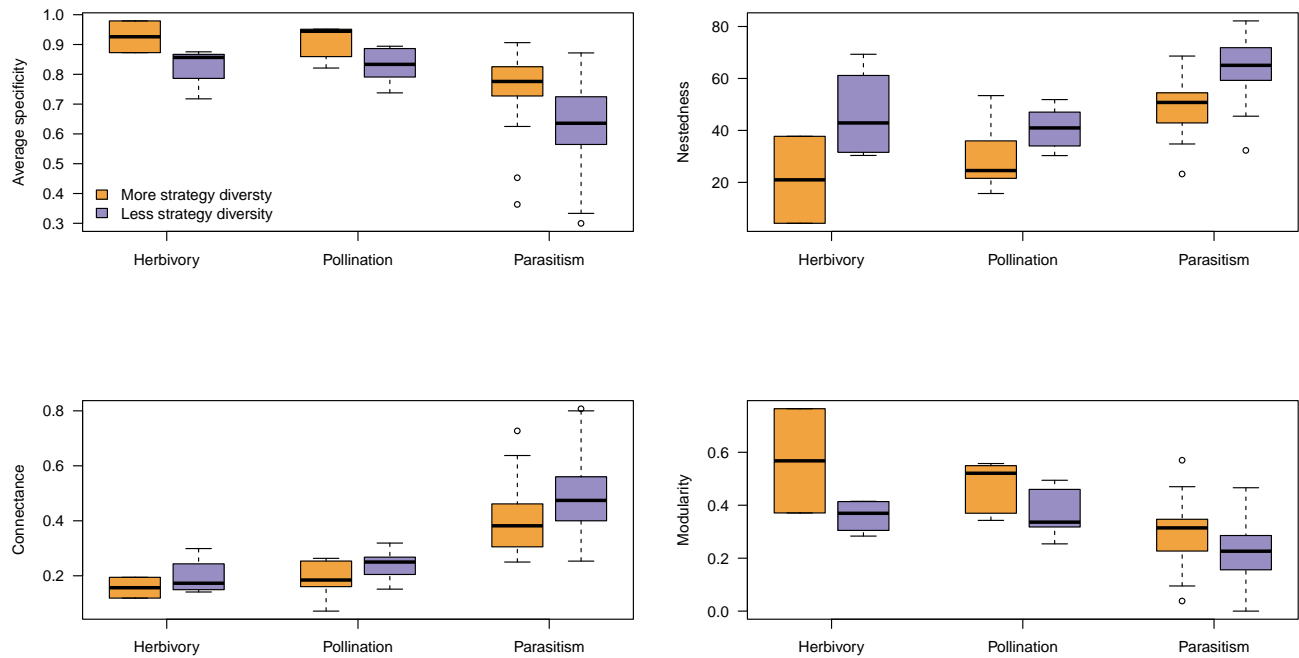 Average specificity
1.0
0.9
0.8
0.7
0.6
0.5
0.4
0.3
More strategy diversty
Less strategy diversity
Herbivory Pollination Parasitism
Nestedness
80
60
40
20
Herbivory Pollination Parasitism
Connectance
0.8
0.6
0.4
0.2
Herbivory Pollination Parasitism
Modularity
0.6
0.4
0.2
0.0
Herbivory Pollination Parasitism